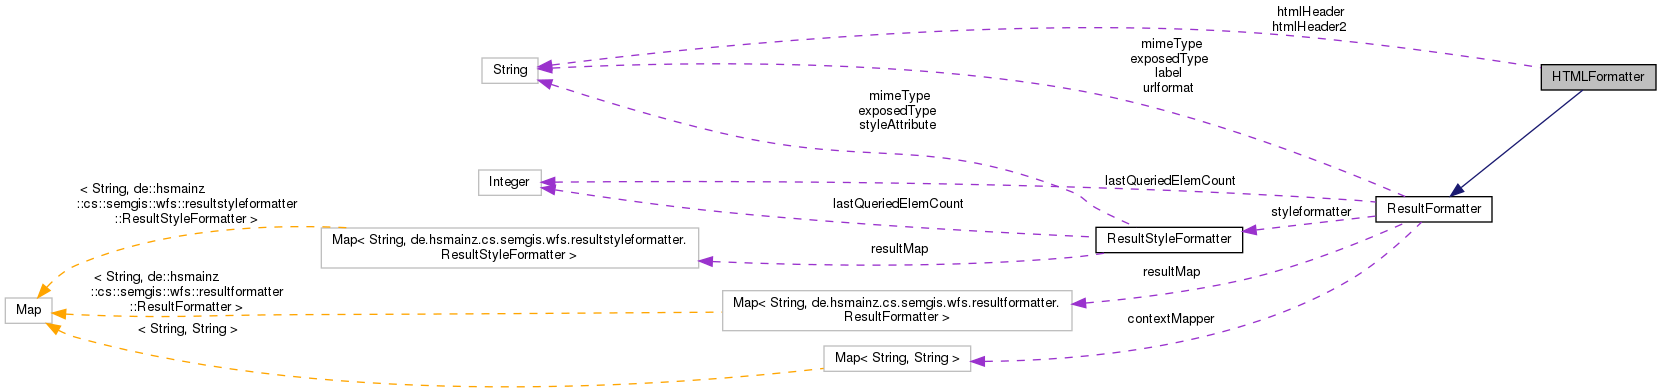 htmlHeader
htmlHeader2
mimeType
exposedType
label
urlformat
String
HTMLFormatter
mimeType
exposedType
styleAttribute
Integer
lastQueriedElemCount
< String, de::hsmainz
::cs::semgis::wfs::resultstyleformatter
::ResultStyleFormatter >
lastQueriedElemCount
styleformatter
ResultFormatter
Map< String, de.hsmainz.cs.semgis.wfs.resultstyleformatter.
ResultStyleFormatter >
resultMap
ResultStyleFormatter
< String, de::hsmainz
::cs::semgis::wfs::resultformatter
::ResultFormatter >
resultMap
Map
Map< String, de.hsmainz.cs.semgis.wfs.resultformatter.
ResultFormatter >
contextMapper
< String, String >
Map< String, String >